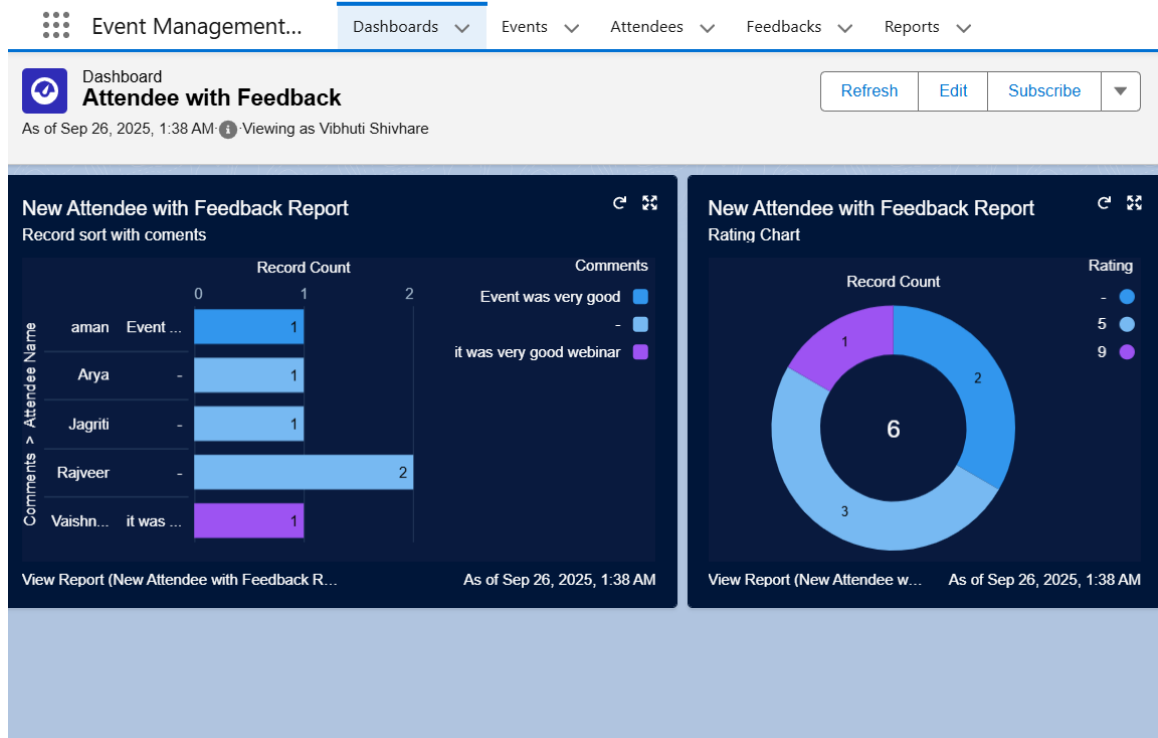 Event Management...
Dashboards
Events
Attendees
Feedbacks
Reports
Dashboard
Attendee with Feedback
As of Sep 26, 2025, 1:38 AM·Viewing as Vibhuti Shivhare
Refresh
Edit
Subscribe
New Attendee with Feedback Report
Record sort with coments
Record Count
0 1 2
Comments > Attendee Name
aman Event ... 1
Arya - 1
Jagriti - 1
Rajveer - 2
Vaishn... it was ... 1
Comments
Event was very good
-
it was very good webinar
View Report (New Attendee with Feedback R...
As of Sep 26, 2025, 1:38 AM
New Attendee with Feedback Report
Rating Chart
Record Count
1
2
6
3
Rating
-
5
9
View Report (New Attendee w...
As of Sep 26, 2025, 1:38 AM